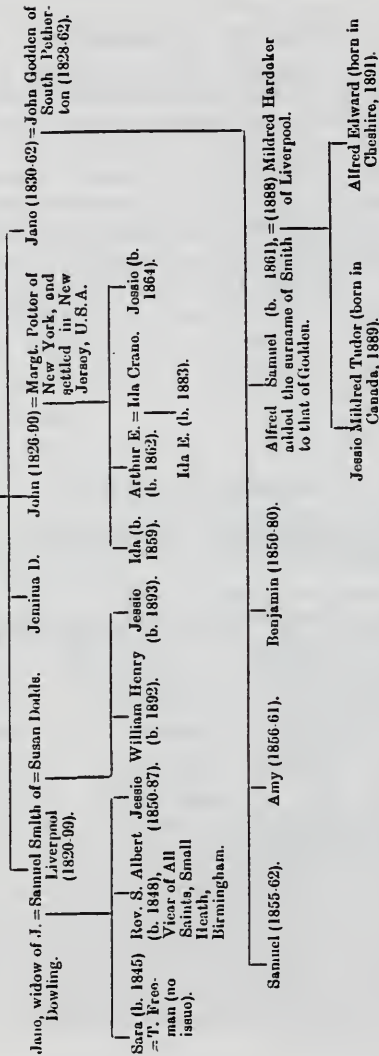 Jane, widow of J. = Samuel Smith of = Susan Dodds.
Dowling.
Liverpool
(1820-99).
Jemima D.
John (1826-99) = Margt. Potter of
New York, and
settled in New
Jersey, U.S.A.
Jane (1830-62) = John Godden of
South Pether-
ton (1828-62).
Sara (b. 1845)
= T. Free-
man (no
issue).
Rev. S. Albert
(b. 1848),
Vicar of All
Saints, Small
Heath,
Birmingham.
Jessie
(1850-87).
William Henry
(b. 1892).
Jessie
(b. 1893).
Ida (b.
1859).
Arthur E. = Ida Crane.
(b. 1862).
Jessie (b.
1864).
Ida E. (b. 1883).
Samuel (1855-62).
Amy (1856-61).
Benjamin (1850-80).
Alfred Samuel (b. 1861), = (1888) Mildred Hardaker
added the surname of Smith of Liverpool.
to that of Godden.
Jessie Mildred Tudor (born in
Canada, 1889).
Alfred Edward (born in
Cheshire, 1891).